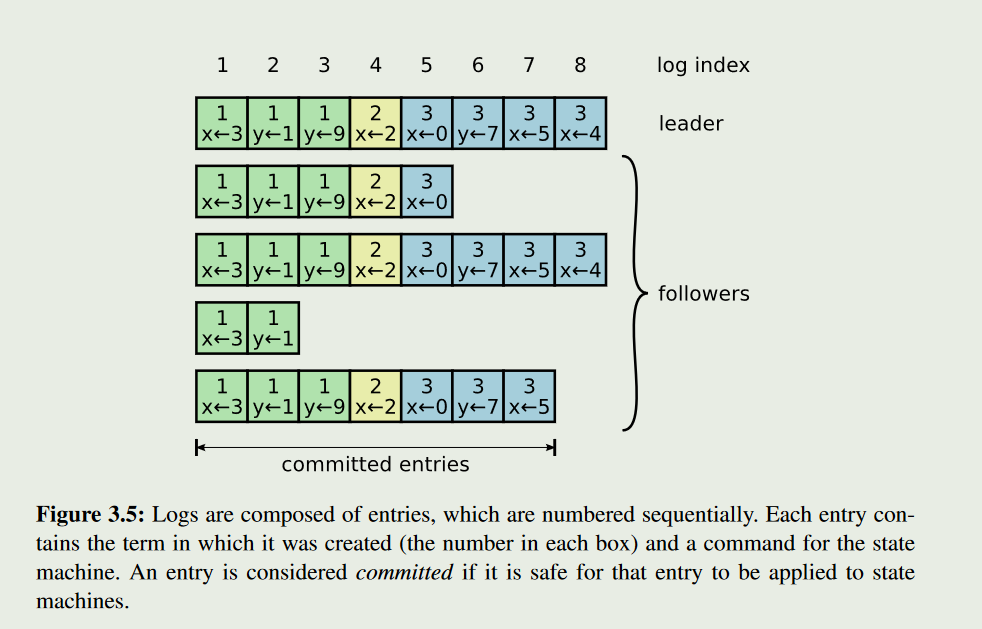 1 2 3 4 5 6 7 8 log index
1 1 1 2 3 3 3 3
x←3 y←1 y←9 x←2 x←0 y←7 x←5 x←4
leader
1 1 1 2 3
x←3 y←1 y←9 x←2 x←0
1 1 1 2 3 3 3 3
x←3 y←1 y←9 x←2 x←0 y←7 x←5 x←4
followers
1 1
x←3 y←1
1 1 1 2 3 3 3
x←3 y←1 y←9 x←2 x←0 y←7 x←5
committed entries
Figure 3.5: Logs are composed of entries, which are numbered sequentially. Each entry con-
tains the term in which it was created (the number in each box) and a command for the state
machine. An entry is considered committed if it is safe for that entry to be applied to state
machines.